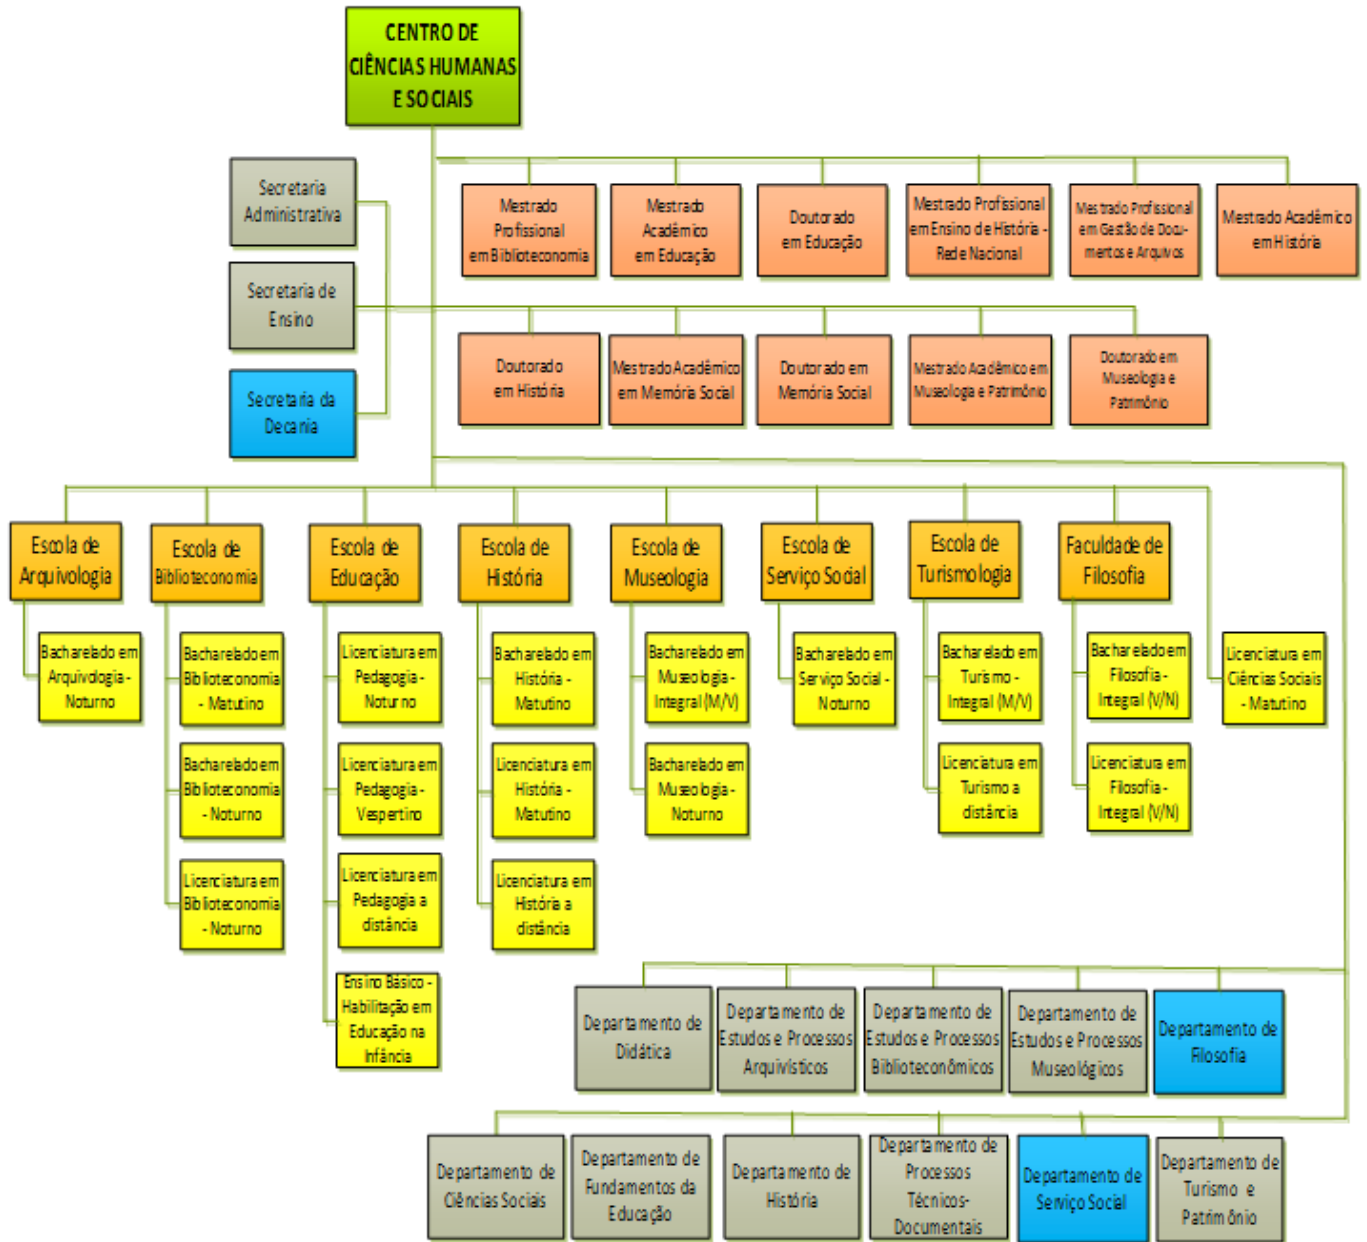 CENTRO DE
CIÊNCIAS HUMANAS
E SOCIAIS
Secretaria
Administrativa
Secretaria de
Ensino
Secretaria da
Decania
Mestrado
Profissional
em Biblioteconomia
Mestrado
Acadêmico
em Educação
Doutorado
em Educação
Mestrado Profissional
em Ensino de História -
Rede Nacional
Mestrado Profissional
em Gestão de Docu-
mentos e Arquivos
Mestrado Acadêmico
em História
Doutorado
em História
Mestrado Acadêmico
em Memória Social
Doutorado em
Memória Social
Mestrado Acadêmico em
Museologia e Patrimônio
Doutorado em
Museologia e
Patrimônio
Escola de
Arquivologia
Escola de
Biblioteconomia
Escola de
Educação
Escola de
História
Escola de
Museologia
Escola de
Serviço Social
Escola de
Turismologia
Faculdade de
Filosofia
Bacharelado em
Arquivologia -
Noturno
Bacharelado em
Biblioteconomia
- Matutino
Licenciatura em
Pedagogia -
Noturno
Bacharelado em
História -
Matutino
Bacharelado em
Museologia -
Integral (M/V)
Bacharelado em
Serviço Social -
Noturno
Bacharelado em
Turismo -
Integral (M/V)
Bacharelado em
Filosofia -
Integral (V/N)
Licenciatura em
Ciências Sociais
- Matutino
Bacharelado em
Biblioteconomia
- Noturno
Licenciatura em
Pedagogia -
Vespertino
Licenciatura em
História -
Matutino
Bacharelado em
Museologia -
Noturno
Licenciatura em
Turismo a
distância
Licenciatura em
Filosofia -
Integral (V/N)
Licenciatura em
Biblioteconomia
- Noturno
Licenciatura em
Pedagogia a
distância
Licenciatura em
História a
distância
Ensino Básico -
Habilitação em
Educação na
Infância
Departamento de
Didática
Departamento de
Estudos e Processos
Arquivísticos
Departamento de
Estudos e Processos
Biblioteconômicos
Departamento de
Estudos e Processos
Museológicos
Departamento de
Filosofia
Departamento de
Ciências Sociais
Departamento de
Fundamentos da
Educação
Departamento de
História
Departamento de
Processos
Técnicos-
Documentais
Departamento de
Serviço Social
Departamento de
Turismo e
Patrimônio